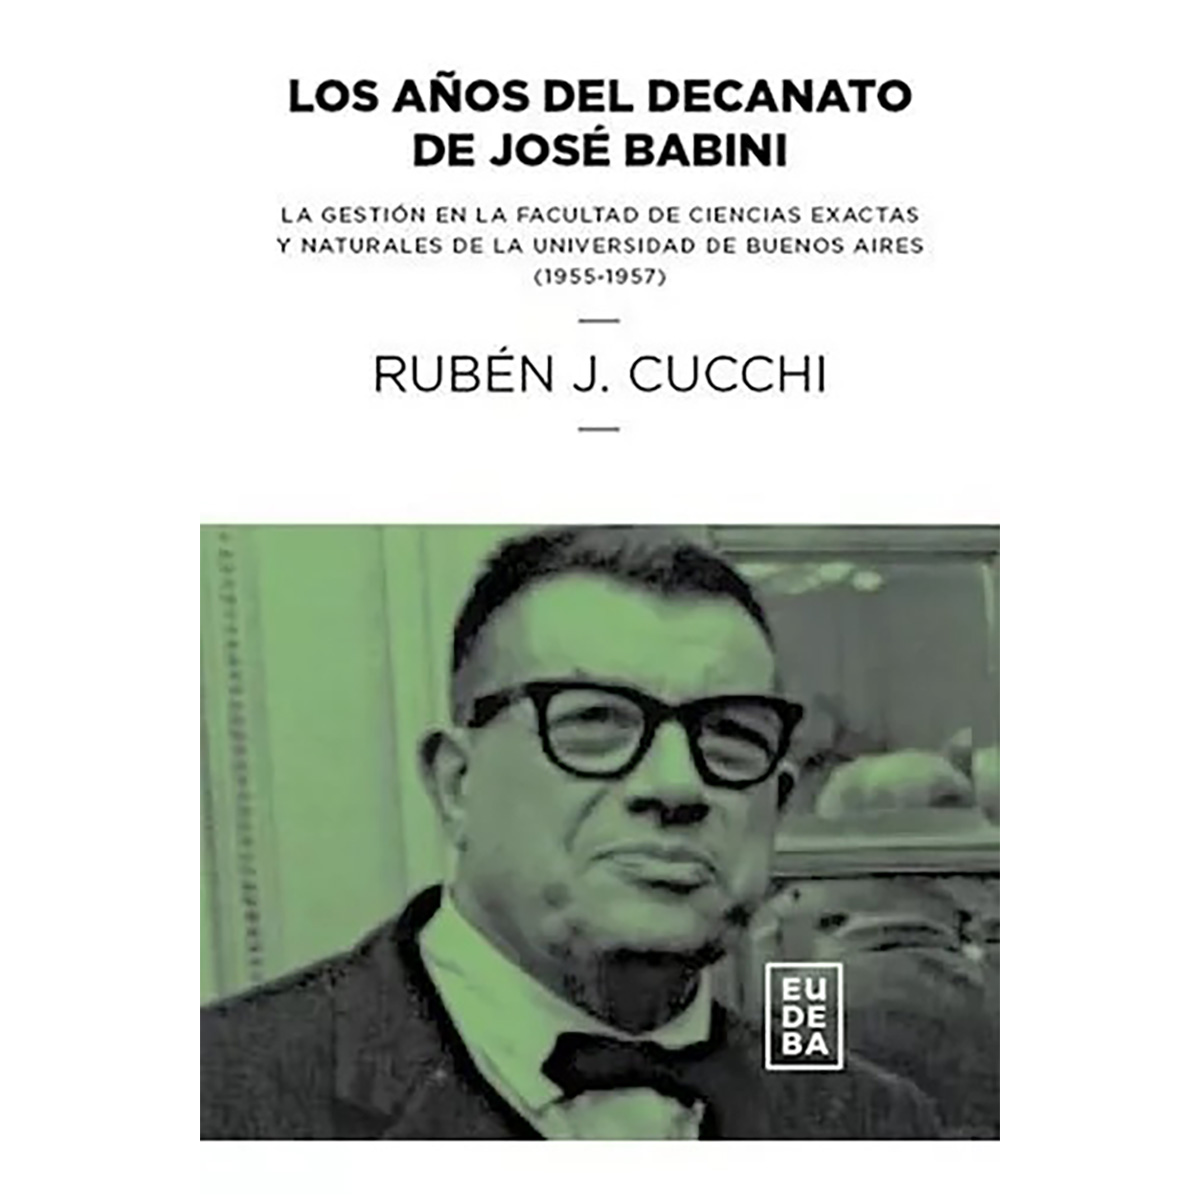 LOS AÑOS DEL DECANATO
DE JOSÉ BABINI
LA GESTIÓN EN LA FACULTAD DE CIENCIAS EXACTAS
Y NATURALES DE LA UNIVERSIDAD DE BUENOS AIRES
(1955-1957)
RUBÉN J. CUCCHI
EU
DE
BA